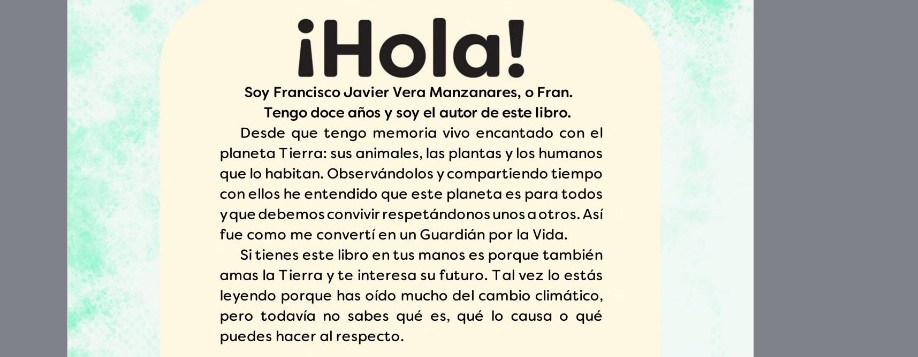 ¡Hola!
Soy Francisco Javier Vera Manzanares, o Fran.
Tengo doce años y soy el autor de este libro.
Desde que tengo memoria vivo encantado con el
planeta Tierra: sus animales, las plantas y los humanos
que lo habitan. Observándolos y compartiendo tiempo
con ellos he entendido que este planeta es para todos
y que debemos convivir respetándonos unos a otros. Así
fue como me convertí en un Guardián por la Vida.
Si tienes este libro en tus manos es porque también
amas la Tierra y te interesa su futuro. Tal vez lo estás
leyendo porque has oído mucho del cambio climático,
pero todavía no sabes qué es, qué lo causa o qué
puedes hacer al respecto.